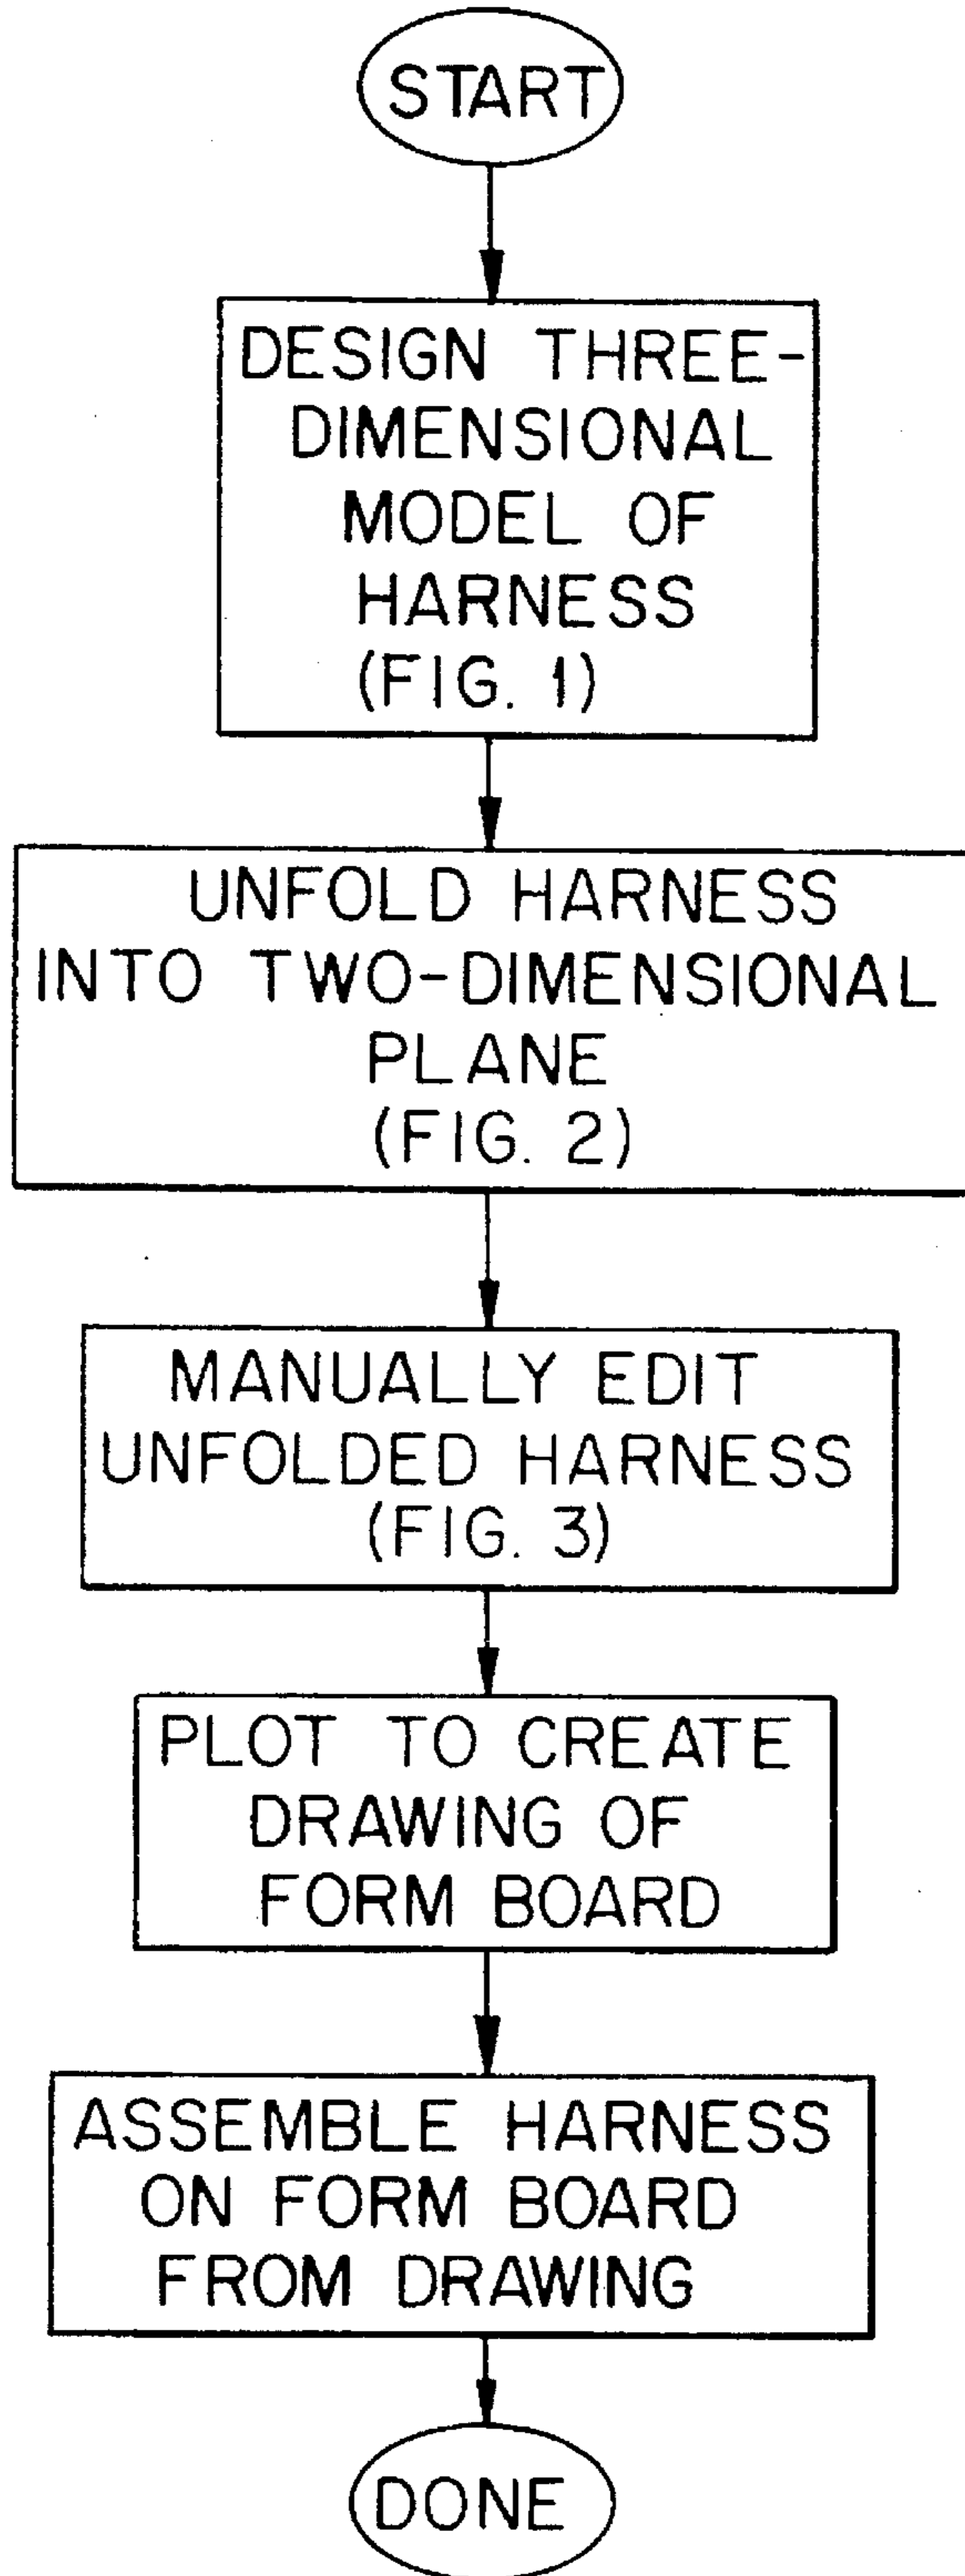 START
DESIGN THREE-
DIMENSIONAL
MODEL OF
HARNESS
(FIG. 1)
UNFOLD HARNESS
INTO TWO-DIMENSIONAL
PLANE
(FIG. 2)
MANUALLY EDIT
UNFOLDED HARNESS
(FIG. 3)
PLOT TO CREATE
DRAWING OF
FORM BOARD
ASSEMBLE HARNESS
ON FORM BOARD
FROM DRAWING
DONE